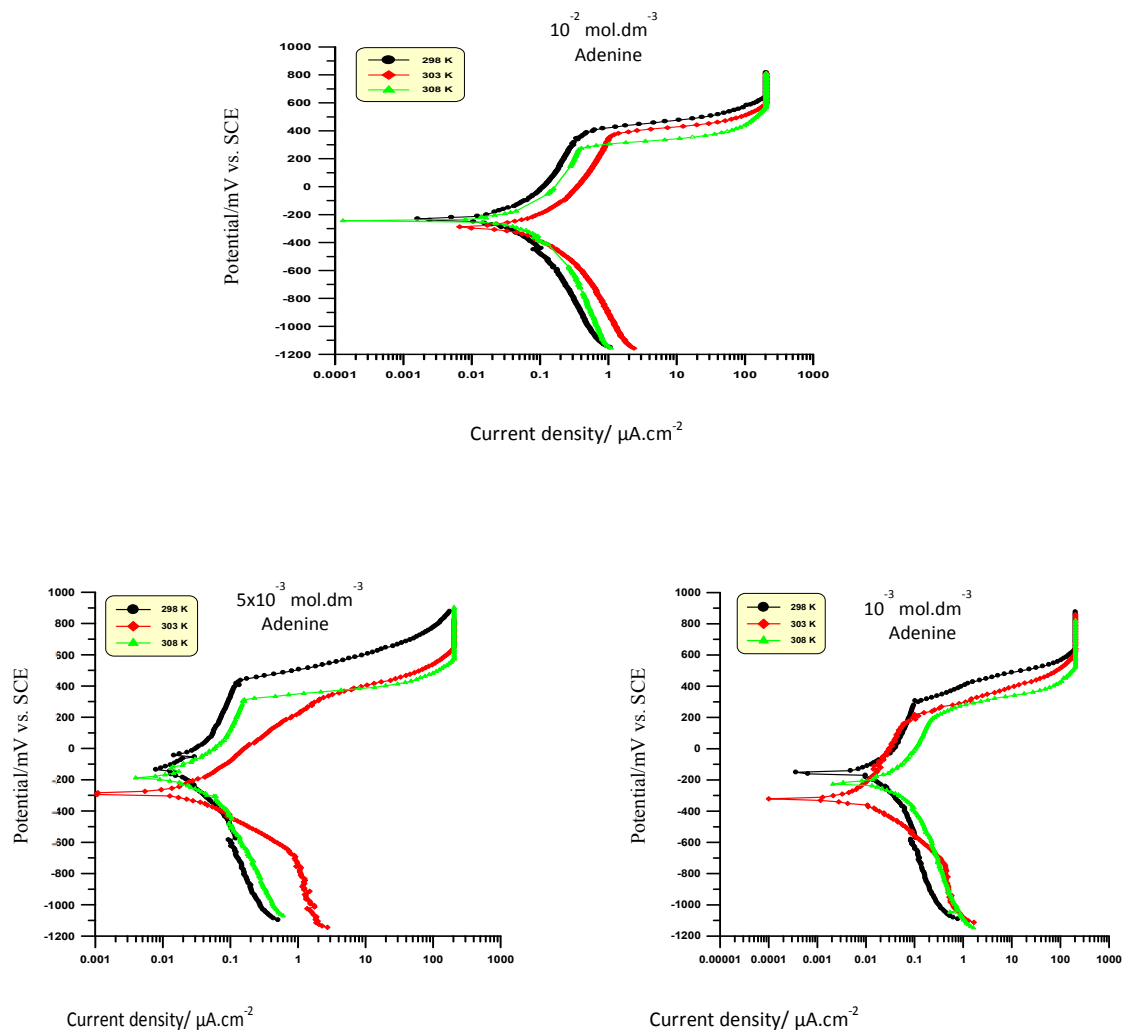 10⁻² mol.dm⁻³
Adenine
298 K
303 K
308 K
1000
800
600
400
200
0
-200
-400
-600
-800
-1000
-1200
Potential/mV vs. SCE
0.0001 0.001 0.01 0.1 1 10 100 1000
Current density/ µA.cm⁻²
5x10⁻³ mol.dm⁻³
Adenine
298 K
303 K
308 K
1000
800
600
400
200
0
-200
-400
-600
-800
-1000
-1200
Potential/mV vs. SCE
0.001 0.01 0.1 1 10 100 1000
Current density/ µA.cm⁻²
10⁻³ mol.dm⁻³
Adenine
298 K
303 K
308 K
1000
800
600
400
200
0
-200
-400
-600
-800
-1000
-1200
Potential/mV vs. SCE
0.00001 0.0001 0.001 0.01 0.1 1 10 100 1000
Current density/ µA.cm⁻²